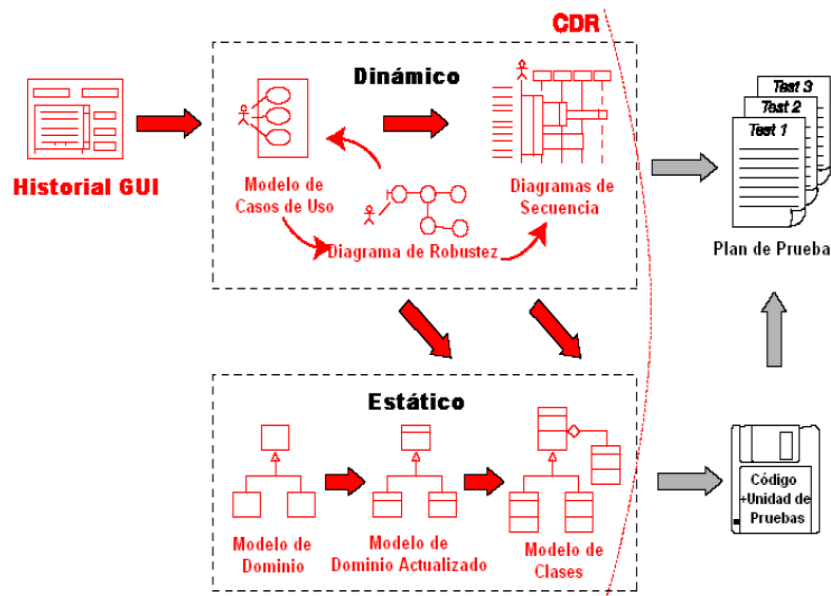 CDR
Dinámico
Historial GUI
Modelo de
Casos de Uso
Diagrama de Robustez
Diagramas de
Secuencia
Test 3
Test 2
Test 1
Plan de Prueba
Estático
Modelo de
Dominio
Modelo de
Dominio Actualizado
Modelo de
Clases
Código
+Unidad de
Pruebas